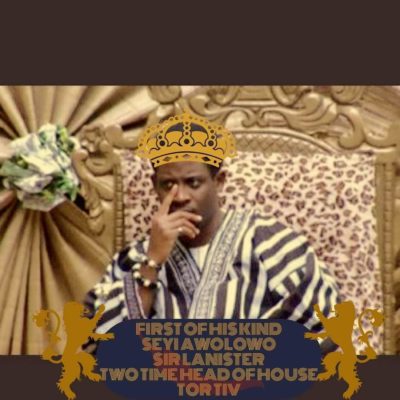 FIRST OF HIS KIND
SEYI AWOLOWO
SIR LANISTER
TWO TIME HEAD OF HOUSE
TOR TIV